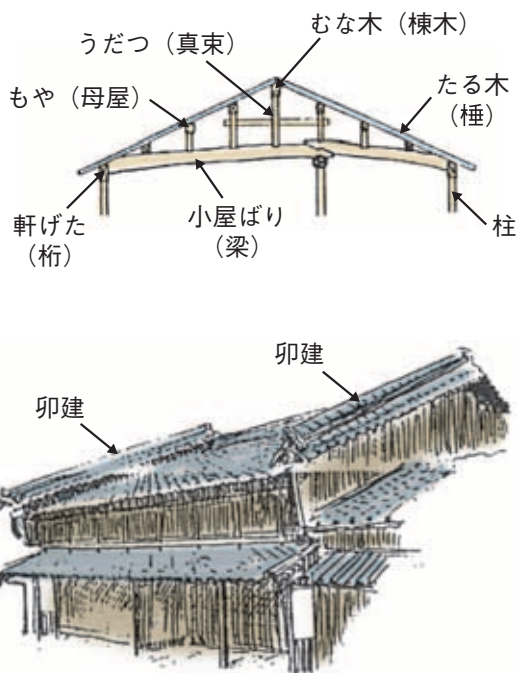 むな木（棟木）
うだつ（真束）
もや（母屋）
たる木
（棰）
軒げた
（桁）
小屋ばり
（梁）
柱
卯建
卯建